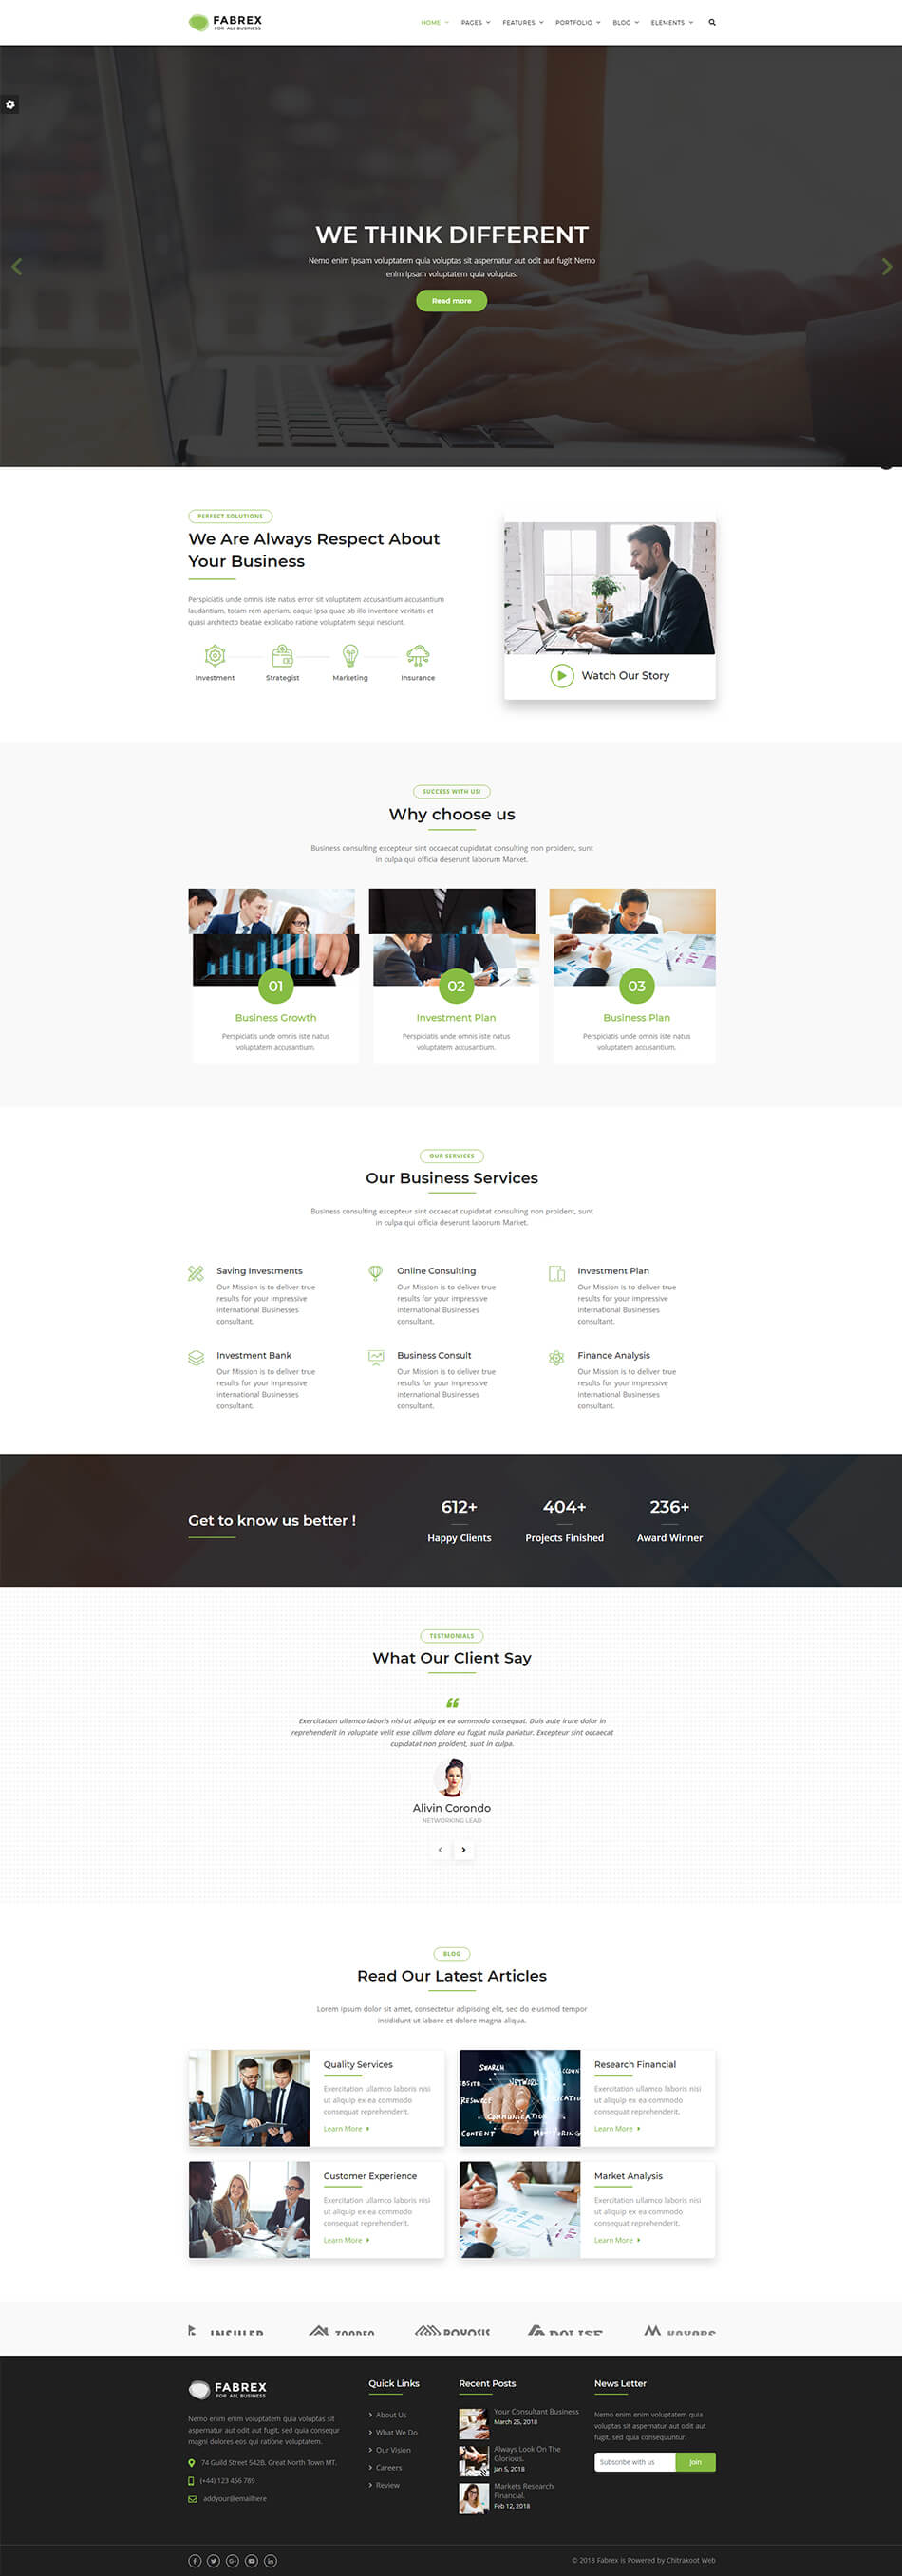 FABREX
FOR ALL BUSINESS
HOME PAGES FEATURES PORTFOLIO BLOG ELEMENTS
WE THINK DIFFERENT
Nemo enim ipsam voluptatem quia voluptas sit aspernatur aut odit aut fugit Nemo
enim ipsam voluptatem quia voluptas.
Read more
PERFECT SOLUTIONS
We Are Always Respect About
Your Business
Perspiciatis unde omnis iste natus error sit voluptatem accusantium accusantium
laudantium, totam rem aperiam, eaque ipsa quae ab illo inventore veritatis et
quasi architecto beatae explicabo ratione voluptatem sequi nesciunt.
Investment Strategist Marketing Insurance
Watch Our Story
SUCCESS WITH US!
Why choose us
Business consulting excepteur sint occaecat cupidatat consulting non proident, sunt
in culpa qui officia deserunt laborum Market.
01
Business Growth
Perspiciatis unde omnis iste natus
voluptatem accusantium.
02
Investment Plan
Perspiciatis unde omnis iste natus
voluptatem accusantium.
03
Business Plan
Perspiciatis unde omnis iste natus
voluptatem accusantium.
OUR SERVICES
Our Business Services
Business consulting excepteur sint occaecat cupidatat consulting non proident, sunt
in culpa qui officia deserunt laborum Market.
Saving Investments
Our Mission is to deliver true
results for your impressive
international Businesses
consultant.
Online Consulting
Our Mission is to deliver true
results for your impressive
international Businesses
consultant.
Investment Plan
Our Mission is to deliver true
results for your impressive
international Businesses
consultant.
Investment Bank
Our Mission is to deliver true
results for your impressive
international Businesses
consultant.
Business Consult
Our Mission is to deliver true
results for your impressive
international Businesses
consultant.
Finance Analysis
Our Mission is to deliver true
results for your impressive
international Businesses
consultant.
Get to know us better !
612+
Happy Clients
404+
Projects Finished
236+
Award Winner
TESTMONIALS
What Our Client Say
Exercitation ullamco laboris nisi ut aliquip ex ea commodo consequat. Duis aute irure dolor in
reprehenderit in voluptate velit esse cillum dolore eu fugiat nulla pariatur. Excepteur sint occaecat
cupidatat non proident, sunt in culpa.
Alivin Corondo
NETWORKING LEAD
BLOG
Read Our Latest Articles
Lorem ipsum dolor sit amet, consectetur adipiscing elit, sed do eiusmod tempor
incididunt ut labore et dolore magna aliqua.
Quality Services
Exercitation ullamco laboris nisi
ut aliquip ex ea commodo
consequat reprehenderit.
Learn More
SEARCH
NETWORK
COMMUNICATION
CONTENT
Research Financial
Exercitation ullamco laboris nisi
ut aliquip ex ea commodo
consequat reprehenderit.
Learn More
Customer Experience
Exercitation ullamco laboris nisi
ut aliquip ex ea commodo
consequat reprehenderit.
Learn More
Market Analysis
Exercitation ullamco laboris nisi
ut aliquip ex ea commodo
consequat reprehenderit.
Learn More
FABREX
FOR ALL BUSINESS
Nemo enim enim voluptatem quia voluptas sit
aspernatur aut odit aut fugit, sed quia consequr
magni dolores eos qui ratione voluptatem.
74 Guild Street 542B, Great North Town MT.
(+44) 123 456 789
addyour@emailhere
Quick Links
About Us
What We Do
Our Vision
Careers
Review
Recent Posts
Your Consultant Business
March 25, 2018
Always Look On The
Glorious.
Jan 5, 2018
Markets Research
Financial.
Feb 12, 2018
News Letter
Nemo enim enim voluptatem quia
voluptas sit aspernatur aut odit aut
fugit, sed quia consequuntur.
Subscribe with us Join
© 2018 Fabrex is Powered by Chitrakoot Web